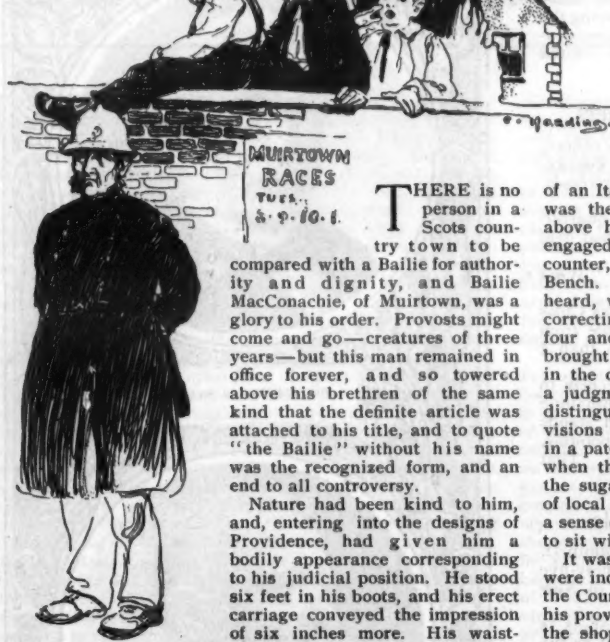 MUIRTOWN
RACES
TUES.
THERE is no
person in a
Scots coun-
try town to be
compared with a Bailie for author-
ity and dignity, and Bailie
MacConachie, of Muirtown, was a
glory to his order. Provosts might
come and go—creatures of three
years—but this man remained in
office forever, and so towered
above his brethren of the same
kind that the definite article was
attached to his title, and to quote
“the Bailie” without his name
was the recognized form, and an
end to all controversy.
Nature had been kind to him,
and, entering into the designs of
Providence, had given him a
bodily appearance corresponding
to his judicial position. He stood
six feet in his boots, and his erect
carriage conveyed the impression
of six inches more. His waist-
of an
was the
above
engaged
counter,
Bench.
heard,
correctin
four and
brought
in the
a judgm
distingu
visions
in a pat
when th
the suga
of local
a sense
to sit wi
It was
were inc
the Cour
his prov
the sho